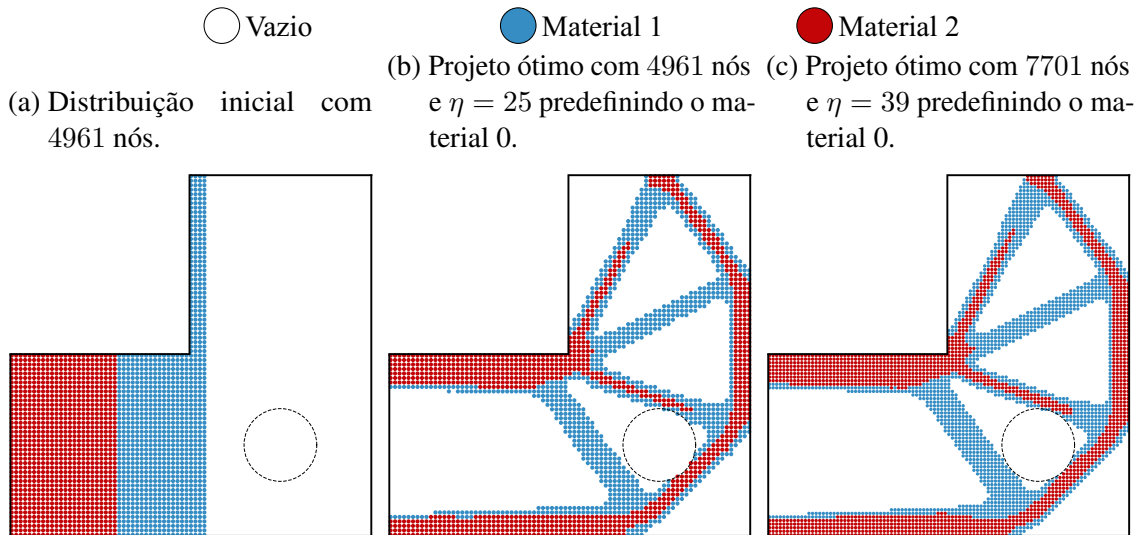 Vazio
Material 1
Material 2
(a) Distribuição inicial com
4961 nós.
(b) Projeto ótimo com 4961 nós
e η = 25 predefinindo o ma-
terial 0.
(c) Projeto ótimo com 7701 nós
e η = 39 predefinindo o ma-
terial 0.